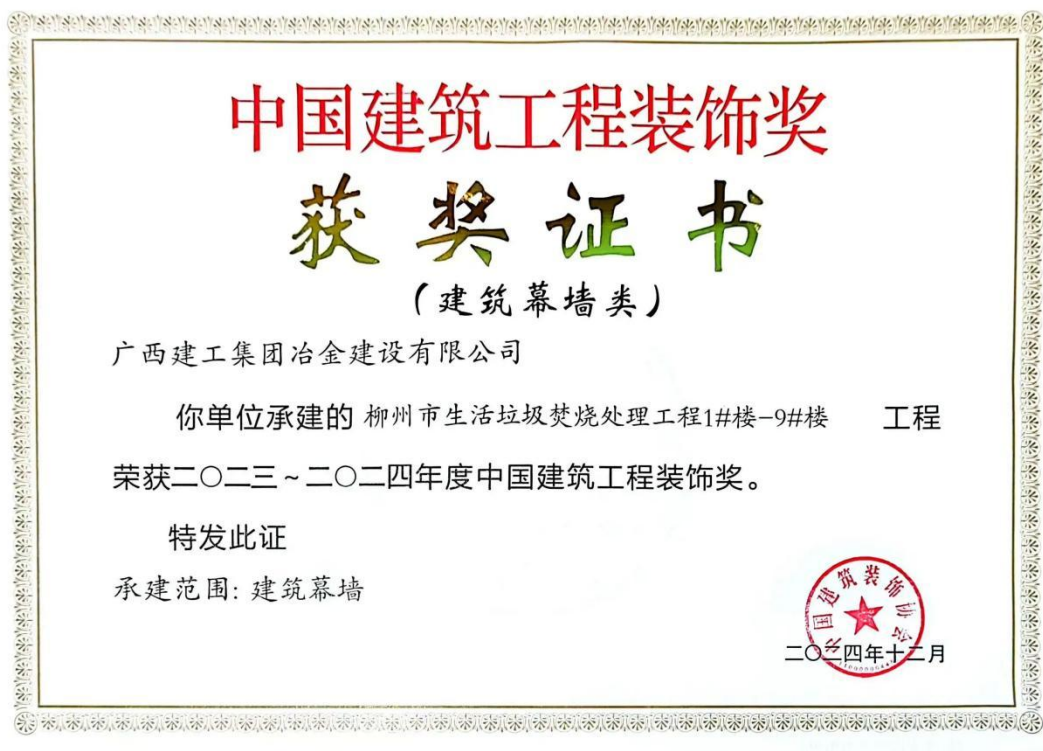 中国建筑工程装饰奖
获奖证书
（建筑幕墙类）
广西建工集团冶金建设有限公司
你单位承建的 柳州市生活垃圾焚烧处理工程1#楼-9#楼 工程
荣获二〇二三~二〇二四年度中国建筑工程装饰奖。
特发此证
承建范围: 建筑幕墙
中国建筑装饰协会
二〇二四年十二月